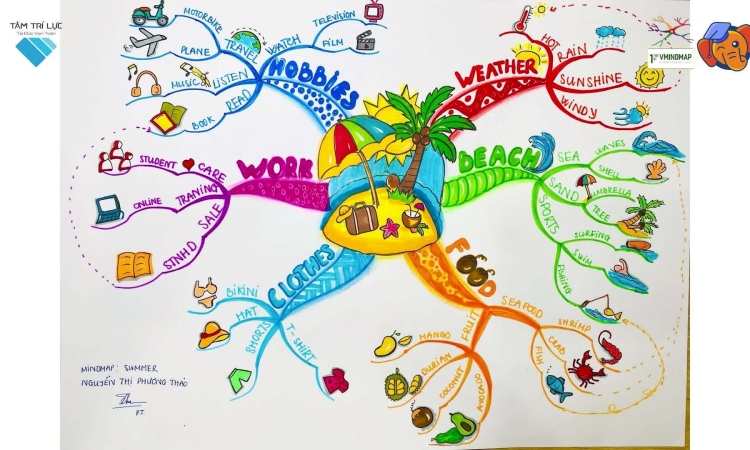 TÂM TRÍ LỰC
VMINDMAP
HOBBIES
TRAVEL
MOTORBIKE
PLANE
WATCH
TELEVISION
FILM
LISTEN
MUSIC
READ
BOOK
WEATHER
HOT
RAIN
SUNSHINE
WINDY
WORK
CARE
STUDENT
TRANING
ONLINE
SALE
STNHD
BEACH
SEA
WAVES
SHELL
SAND
UMBRELLA
TREE
SPORTS
SURFING
SWIM
FISHING
CLOTHES
BIKINI
HAT
SHORTS
T-SHIRT
FOOD
FRUIT
MANGO
DURIAN
COCONUT
AVOCADO
SEAFOOD
SHRIMP
CRAB
FISH
MINDMAP: SUMMER
NGUYỄN THỊ PHƯƠNG THẢO
P.T